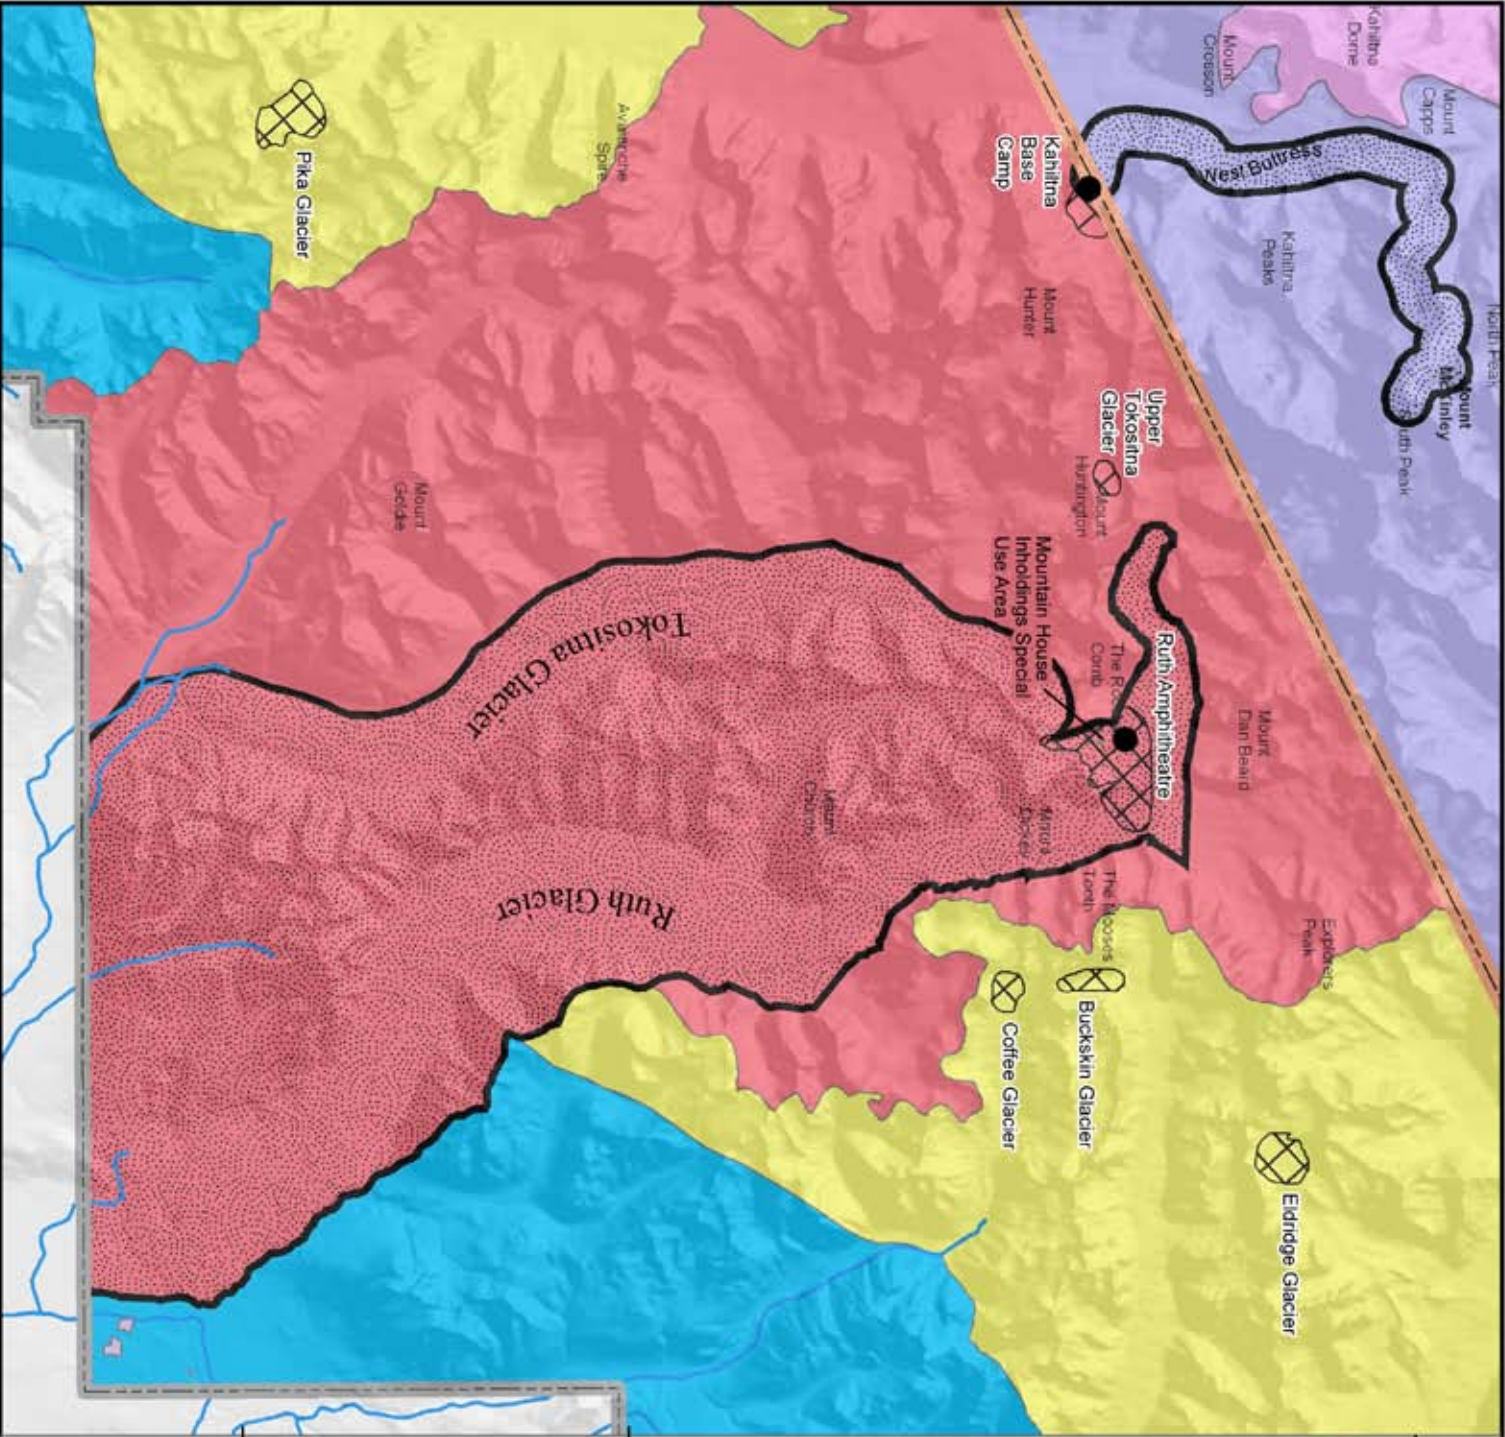 North Peak
Mount
McKinley
South Peak
Mount
Capps
Kahiltna
Dome
West Buttress
Mount
Crosson
Kahiltna
Peaks
Explorers
Peak
Eldridge Glacier
Mount
Dan Beard
Ruth Amphitheatre
Upper
Tokositna
Glacier
Mount
Huntington
The
Comb
The Mooses
Tooth
Buckskin Glacier
Kahiltna
Base
Camp
Mount
Hunter
Mountain House
Inholdings Special
Use Area
Mount
Dickey
Coffee Glacier
Mount
Church
Avalanche
Spire
Tokositna Glacier
Ruth Glacier
Mount
Goldie
Pika Glacier